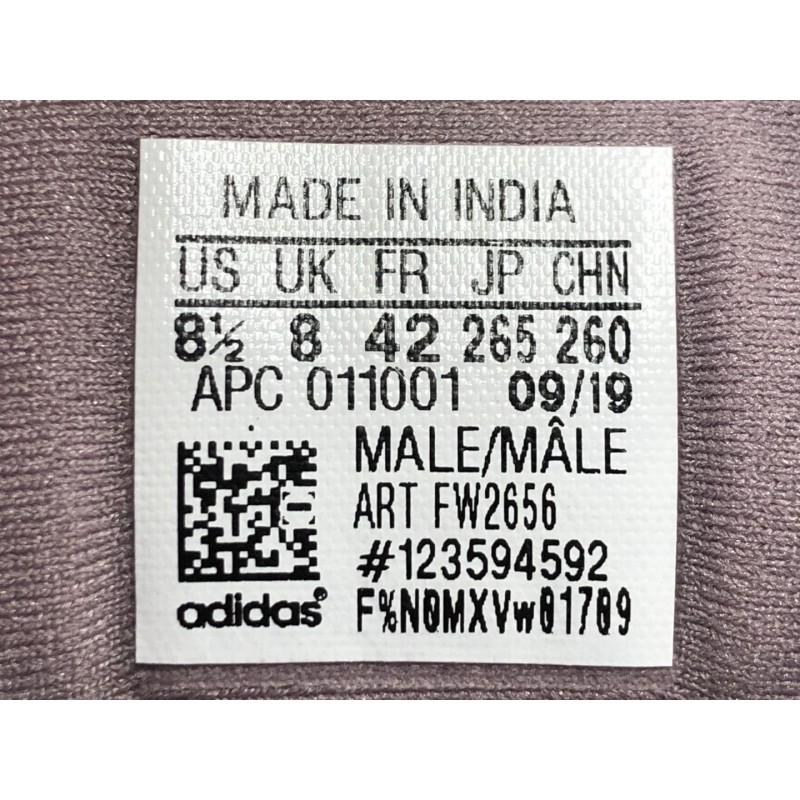 MADE IN INDIA
US UK FR JP CHN
8½ 8 42 265 260
APC 011001 09/19
MALE/MÂLE
ART FW2656
#123594592
adidas® F%N0MXVw01709